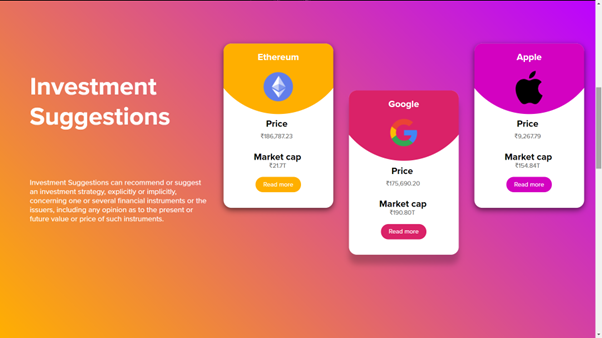 Investment
Suggestions
Investment Suggestions can recommend or suggest
an investment strategy, explicitly or implicitly,
concerning one or several financial instruments or the
issuers, including any opinion as to the present or
future value or price of such instruments.
Ethereum
Price
₹186,787.23
Market cap
₹21.7T
Read more
Google
Price
₹175,690.20
Market cap
₹190.80T
Read more
Apple
Price
₹9,267.79
Market cap
₹154.84T
Read more